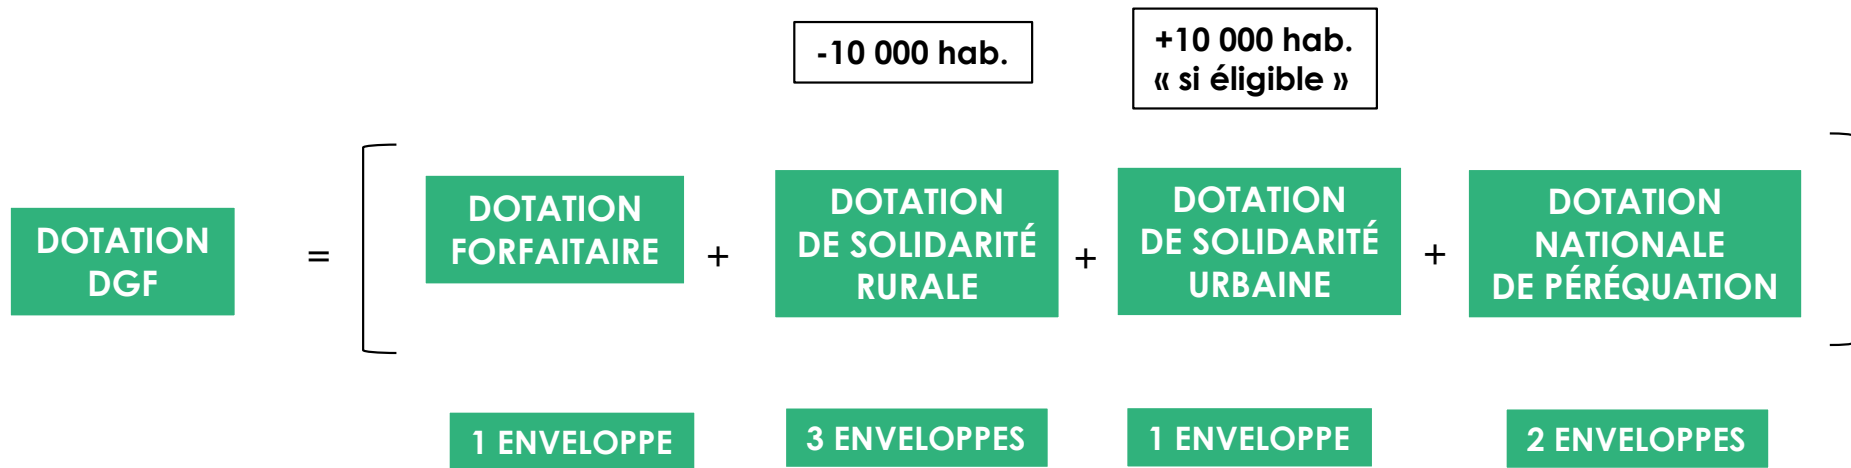 -10 000 hab.
+10 000 hab.
« si éligible »
DOTATION
DGF
=
DOTATION
FORFAITAIRE
+
DOTATION
DE SOLIDARITÉ
RURALE
+
DOTATION
DE SOLIDARITÉ
URBAINE
+
DOTATION
NATIONALE
DE PÉRÉQUATION
1 ENVELOPPE
3 ENVELOPPES
1 ENVELOPPE
2 ENVELOPPES